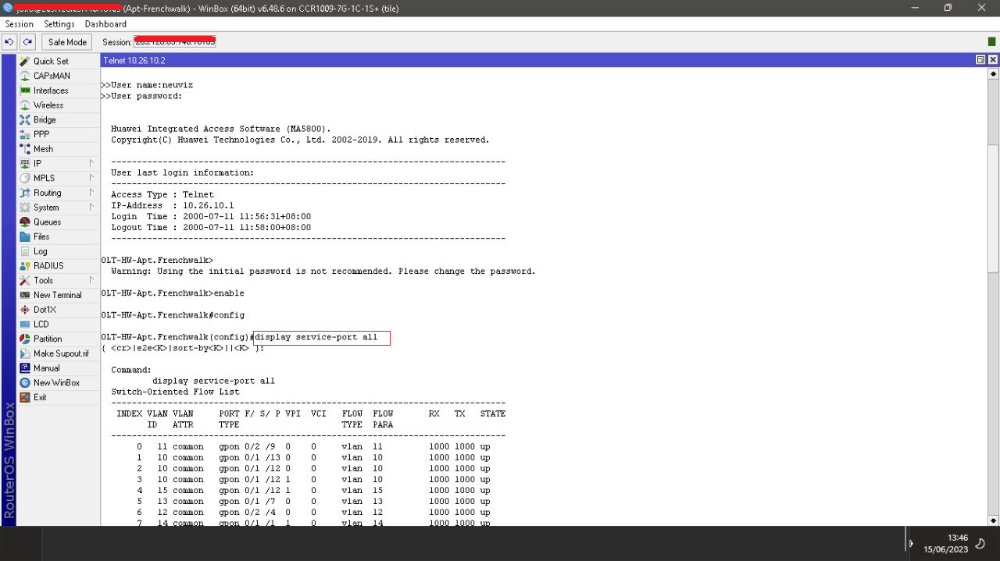 (Apt-Frenchwalk) - WinBox (64bit) v6.48.6 on CCR1009-7G-1C-1S+ (tile)
Session Settings Dashboard
Safe Mode Session:
Quick Set
CAPsMAN
Interfaces
Wireless
Bridge
PPP
Mesh
IP
MPLS
Routing
System
Queues
Files
Log
RADIUS
Tools
New Terminal
Dot1X
LCD
Partition
Make Supout.rif
Manual
New WinBox
Exit
RouterOS WinBox
Telnet 10.26.10.2
>>User name:neuviz
>>User password:
Huawei Integrated Access Software (MA5800).
Copyright(C) Huawei Technologies Co., Ltd. 2002-2019. All rights reserved.
-----------------------------------------------------------------------------
User last login information:
-----------------------------------------------------------------------------
Access Type : Telnet
IP-Address  : 10.26.10.1
Login  Time : 2000-07-11 11:56:31+08:00
Logout Time : 2000-07-11 11:58:00+08:00
-----------------------------------------------------------------------------
OLT-HW-Apt.Frenchwalk>
Warning: Using the initial password is not recommended. Please change the password.
OLT-HW-Apt.Frenchwalk>enable
OLT-HW-Apt.Frenchwalk#config
OLT-HW-Apt.Frenchwalk(config)#display service-port all
{ <cr>|e2e<K>|sort-by<K>||<K> }:
Command:
display service-port all
Switch-Oriented Flow List
-----------------------------------------------------------------------------
INDEX VLAN VLAN PORT F/ S/ P VPI VCI FLOW FLOW RX TX STATE
ID ATTR TYPE TYPE PARA
-----------------------------------------------------------------------------
0 11 common gpon 0/2 /9 0 0 vlan 11 1000 1000 up
1 10 common gpon 0/1 /13 0 0 vlan 10 1000 1000 up
2 10 common gpon 0/1 /12 0 0 vlan 10 1000 1000 up
3 10 common gpon 0/1 /12 1 0 vlan 10 1000 1000 up
4 15 common gpon 0/1 /12 1 0 vlan 15 1000 1000 up
5 13 common gpon 0/1 /7 0 0 vlan 13 1000 1000 up
6 12 common gpon 0/2 /4 0 0 vlan 12 1000 1000 up
7 14 common gpon 0/1 /1 1 0 vlan 14 1000 1000 up
13:46
15/06/2023